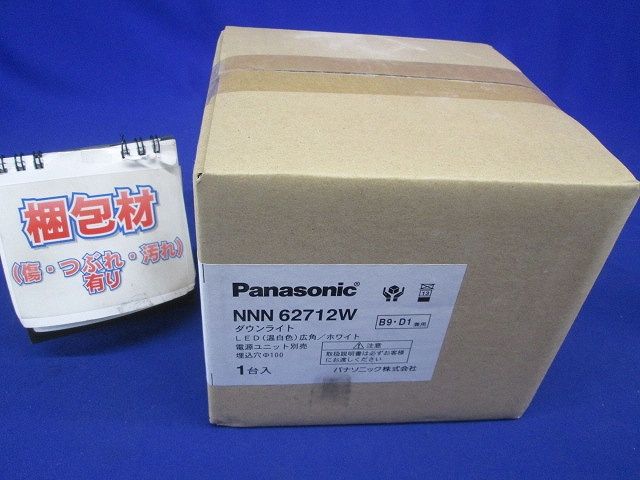 梱包材
(傷・つぶれ・汚れ)
有り
Panasonic
NNN 62712W
ダウンライト
LED(温白色)広角/ホワイト
電源ユニット別売
埋込穴Φ100
1台入
B9・D1兼用
⚠注意
取扱説明書は必ずお客様
にお渡しください
パナソニック株式会社